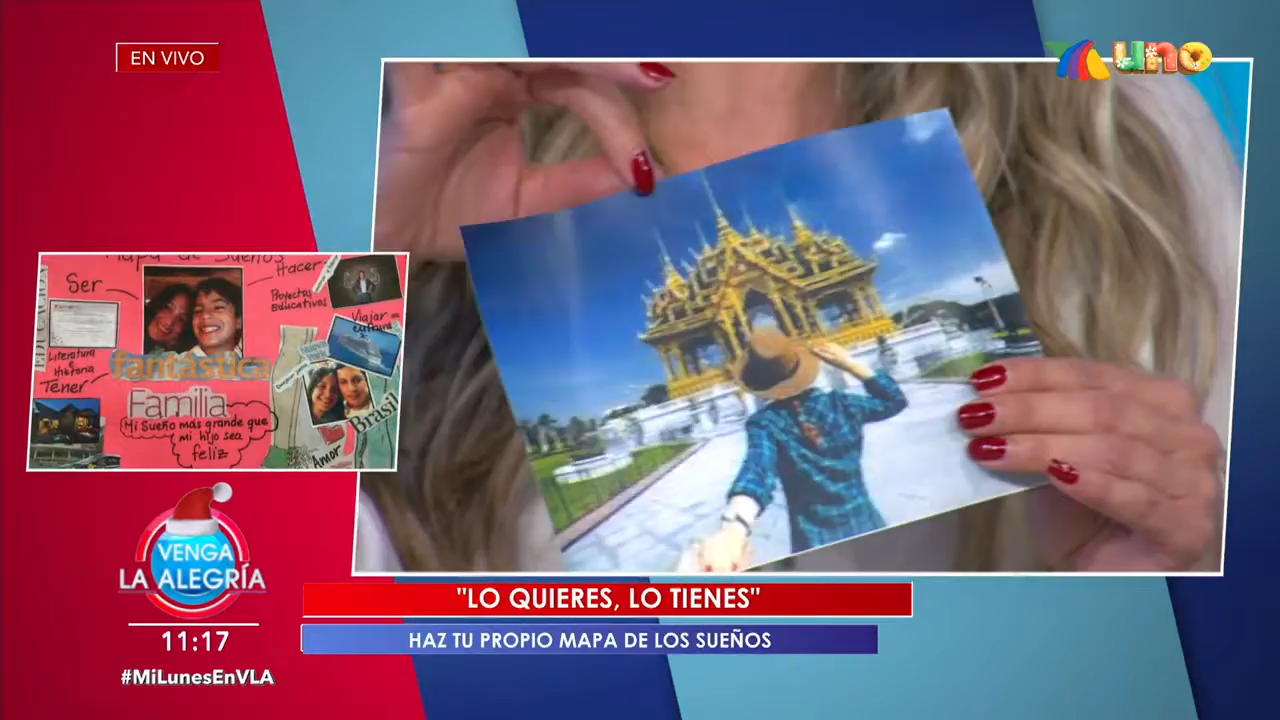 EN VIVO
uno
Mapa de Sueños
Ser
Hacer
Proyectos
Educativos
Viajar =
cultura
Literatura
e
Historia
fantástica
Tener
Familia
Mi Sueño más grande que
mi hijo sea
feliz
Brasil
Amor
VENGA
LA ALEGRÍA
11:17
#MiLunesEnVLA
"LO QUIERES, LO TIENES"
HAZ TU PROPIO MAPA DE LOS SUEÑOS